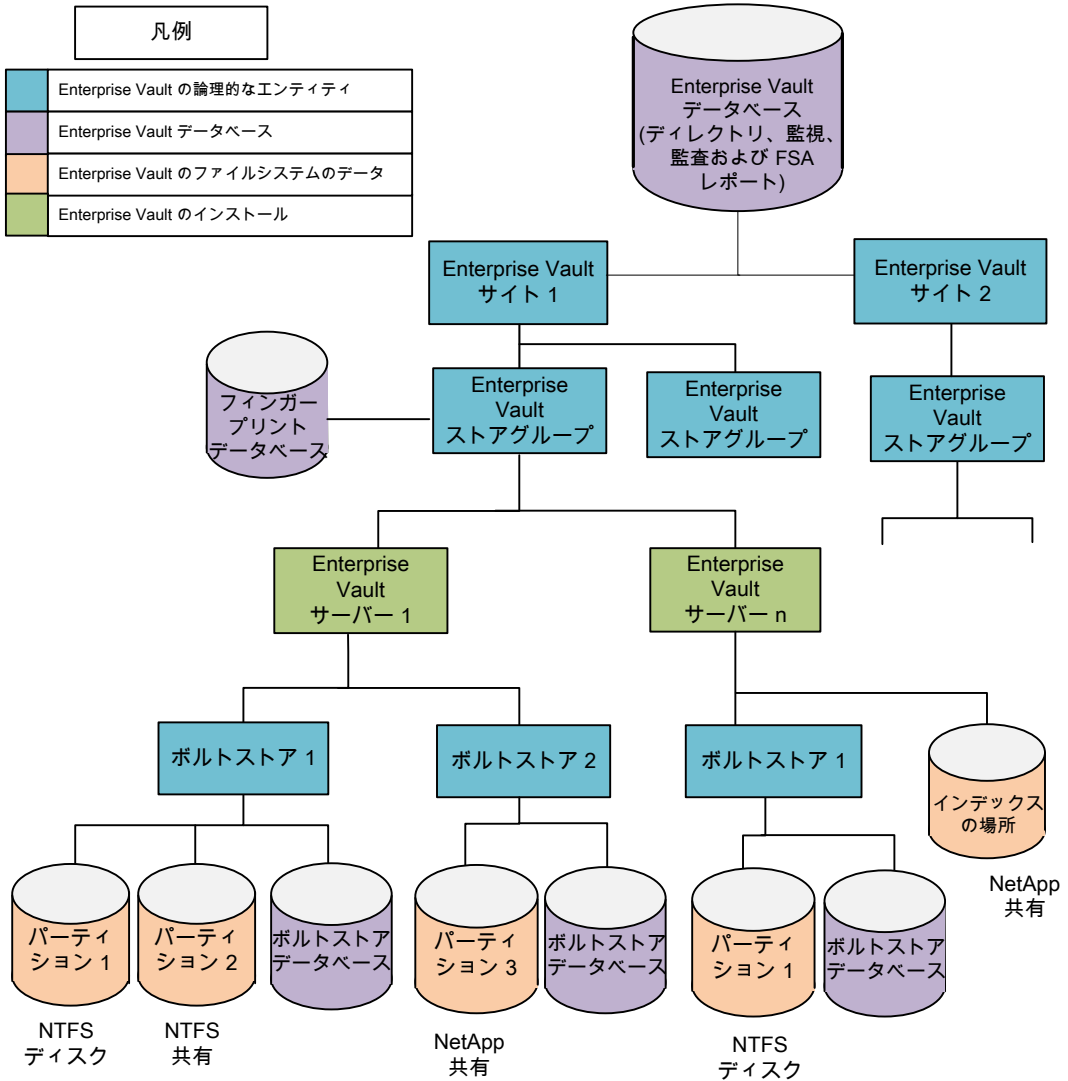 凡例
Enterprise Vault の論理的なエンティティ
Enterprise Vault データベース
Enterprise Vault のファイルシステムのデータ
Enterprise Vault のインストール
Enterprise Vault
データベース
(ディレクトリ、監視、
監査および FSA
レポート)
Enterprise Vault
サイト 1
Enterprise Vault
サイト 2
フィンガー
プリント
データベース
Enterprise
Vault
ストアグループ
Enterprise
Vault
ストアグループ
Enterprise
Vault
ストアグループ
Enterprise
Vault
サーバー 1
Enterprise
Vault
サーバー n
ボルトストア 1
ボルトストア 2
ボルトストア 1
インデックス
の場所
NetApp
共有
パーティ
ション 1
パーティ
ション 2
ボルトストア
データベース
パーティ
ション 3
ボルトストア
データベース
パーティ
ション 1
ボルトストア
データベース
NTFS
ディスク
NTFS
共有
NetApp
共有
NTFS
ディスク